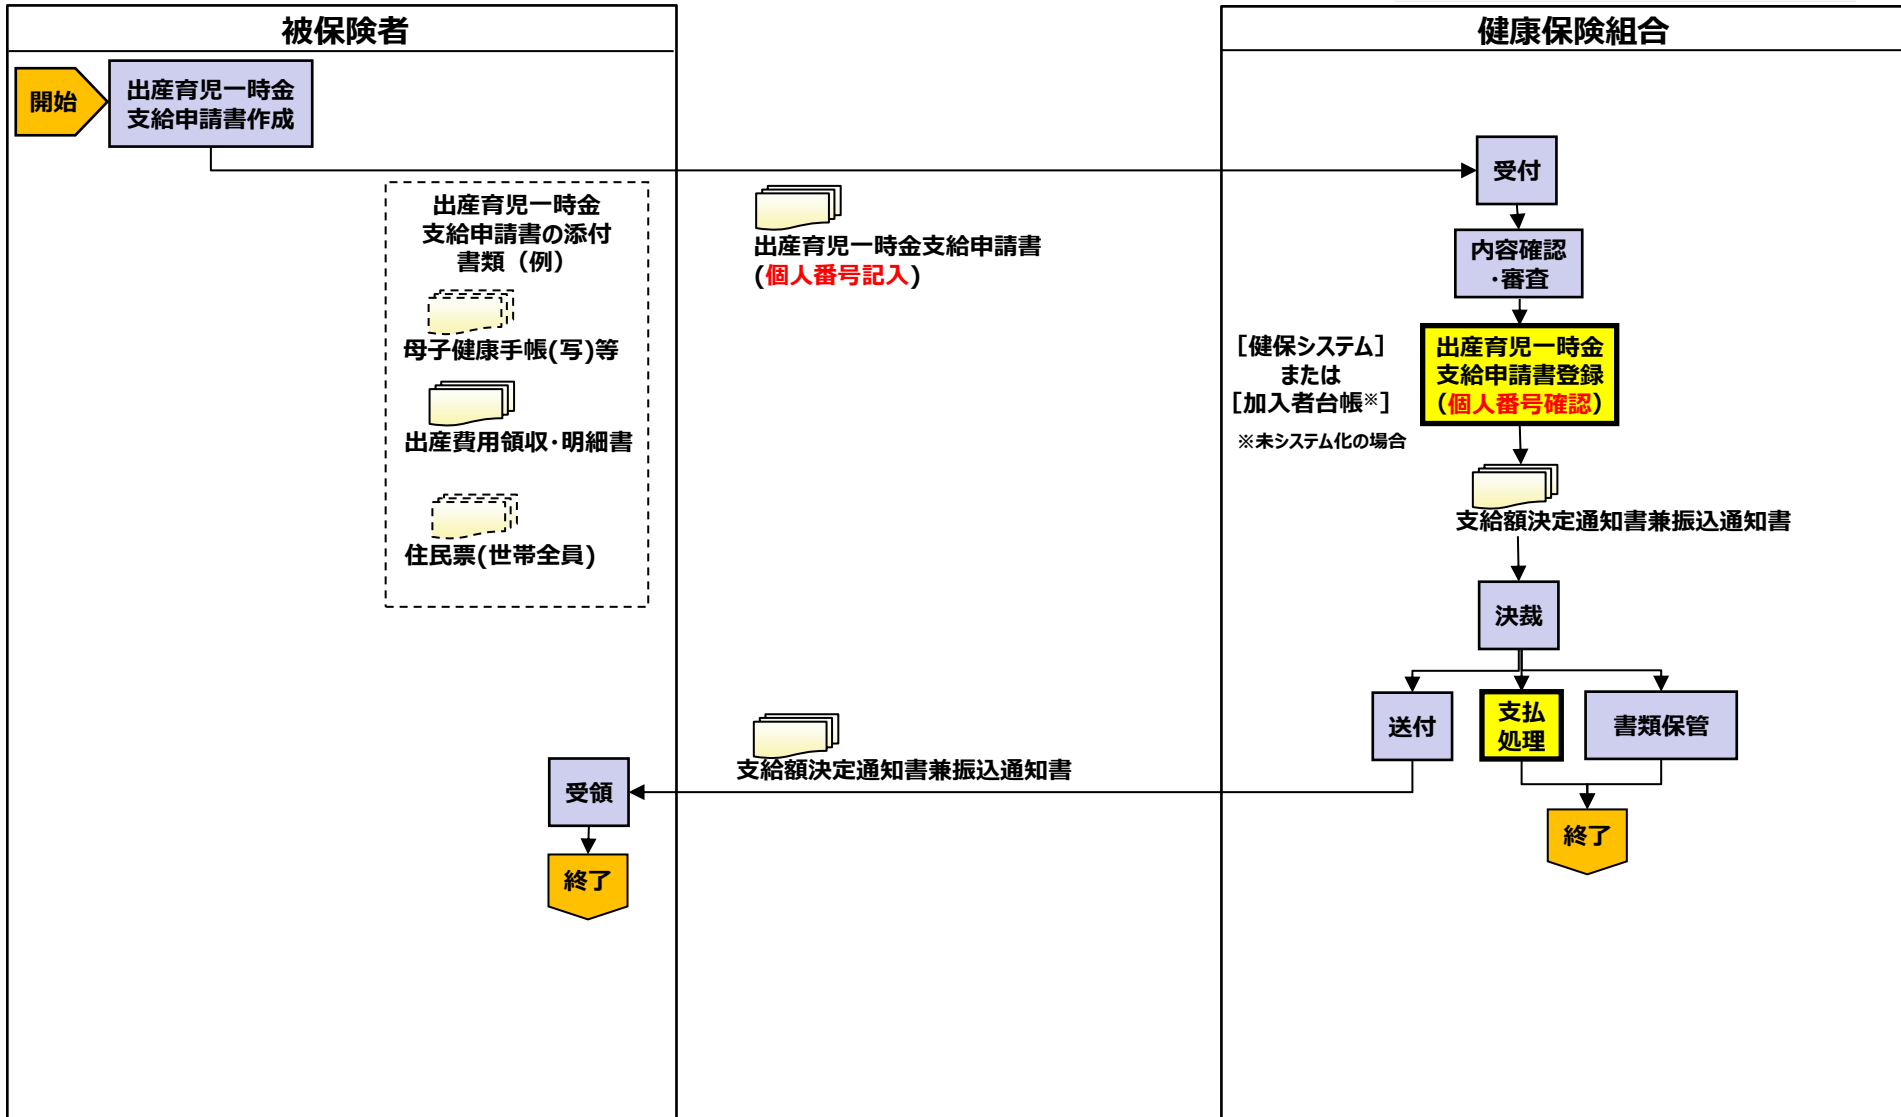 被保険者
健康保険組合
開始
出産育児一時金
支給申請書作成
受付
出産育児一時金
支給申請書の添付
書類（例）
母子健康手帳(写)等
出産費用領収・明細書
住民票(世帯全員)
出産育児一時金支給申請書
(個人番号記入)
内容確認
・審査
［健保システム］
または
［加入者台帳※］
※未システム化の場合
出産育児一時金
支給申請書登録
（個人番号確認）
支給額決定通知書兼振込通知書
決裁
送付
支払
処理
書類保管
支給額決定通知書兼振込通知書
受領
終了
終了